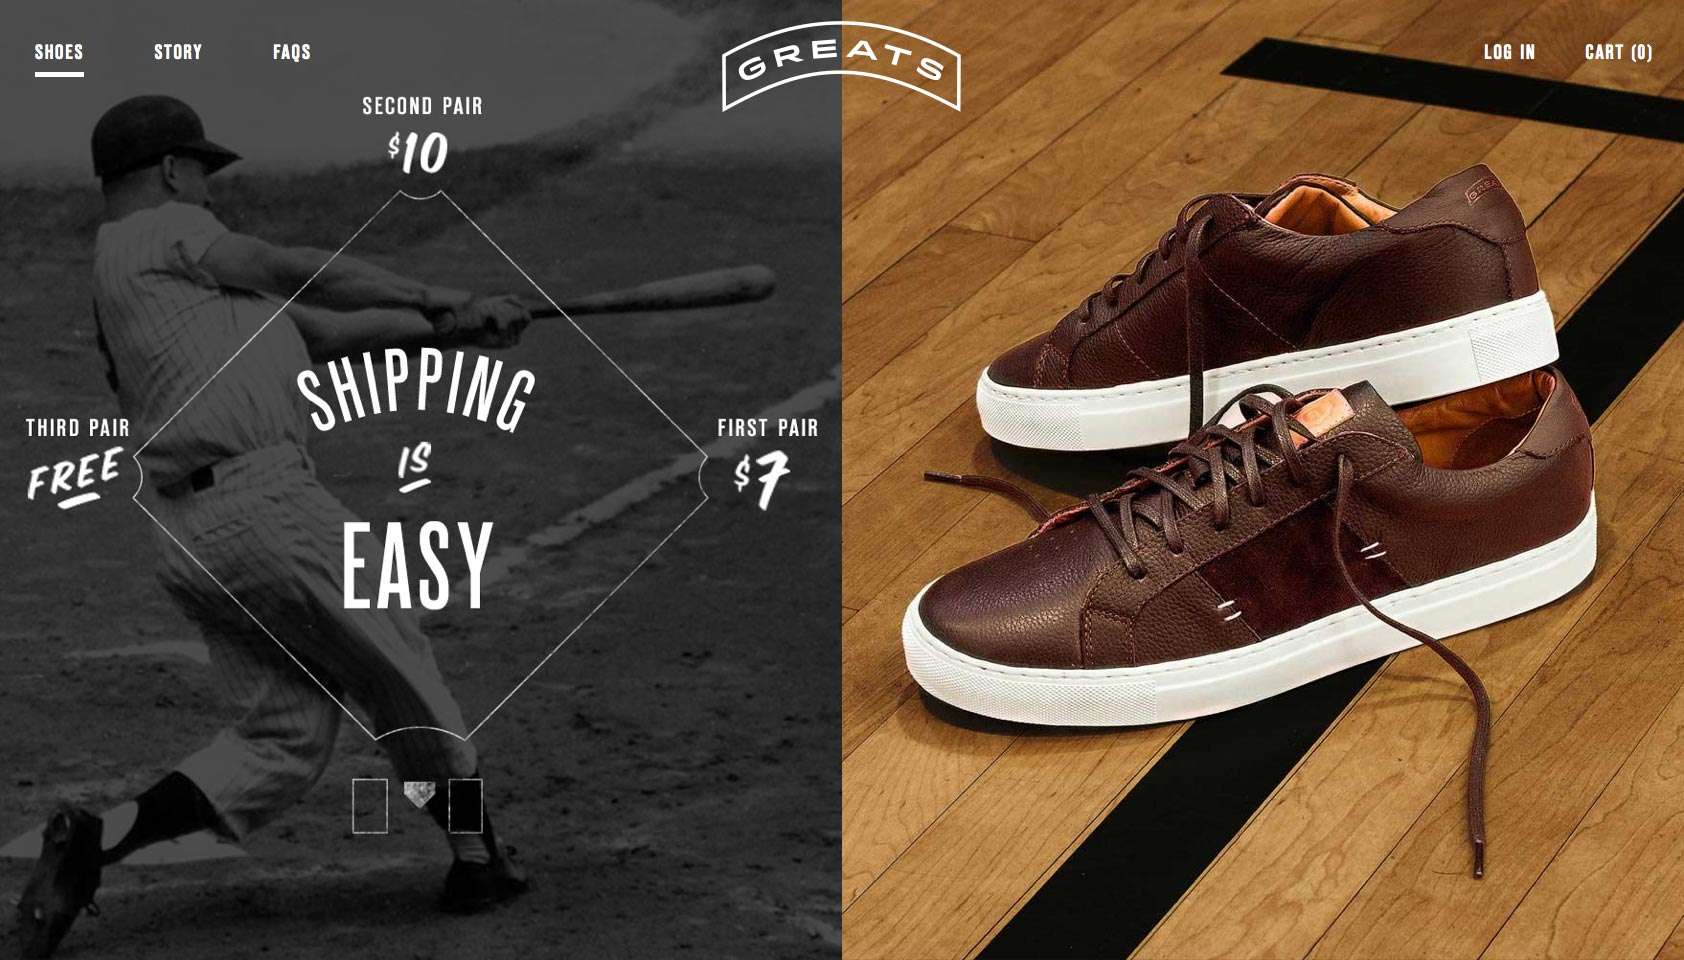 SHOES
STORY
FAQS
GREATS
LOG IN
CART (0)
SECOND PAIR
$10
THIRD PAIR
FREE
SHIPPING
IS
EASY
FIRST PAIR
$7
GREATS